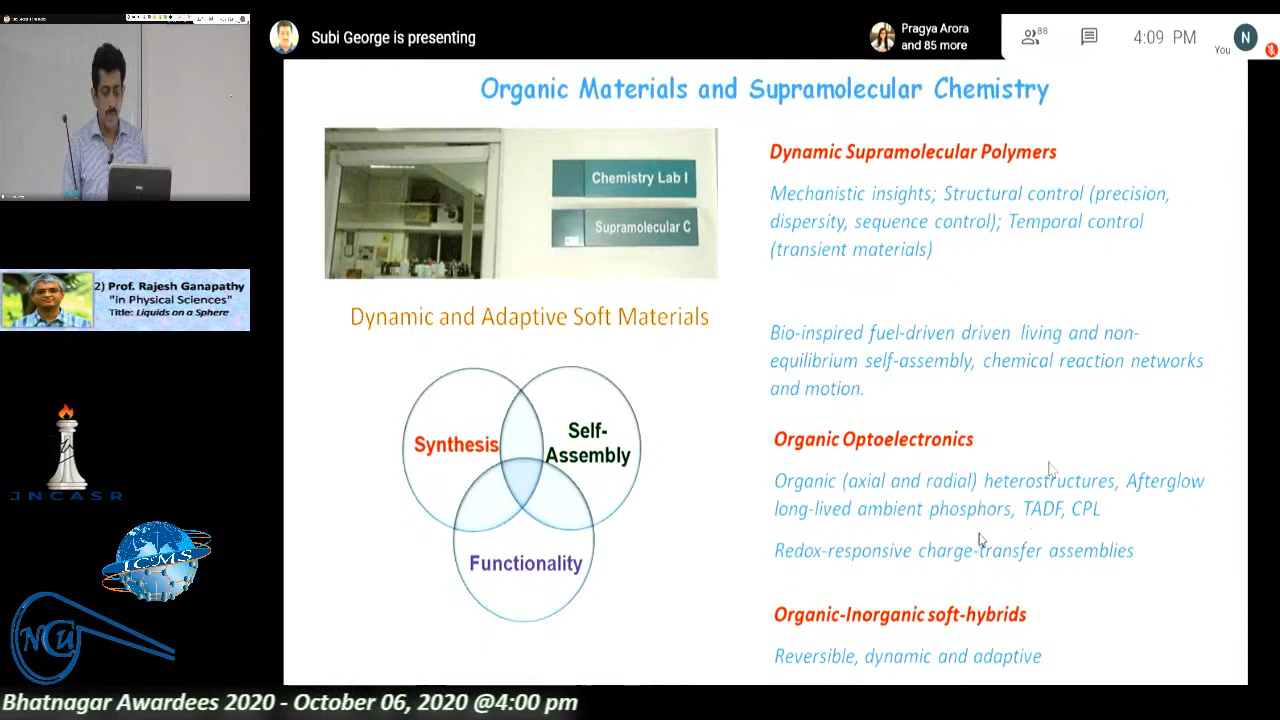 Subi George is presenting
Pragya Arora
and 85 more
88
4:09 PM
You
N
Organic Materials and Supramolecular Chemistry
Chemistry Lab I
Supramolecular C
Dynamic and Adaptive Soft Materials
Synthesis
Self-
Assembly
Functionality
Dynamic Supramolecular Polymers
Mechanistic insights; Structural control (precision,
dispersity, sequence control); Temporal control
(transient materials)
Bio-inspired fuel-driven driven living and non-
equilibrium self-assembly, chemical reaction networks
and motion.
Organic Optoelectronics
Organic (axial and radial) heterostructures, Afterglow
long-lived ambient phosphors, TADF, CPL
Redox-responsive charge-transfer assemblies
Organic-Inorganic soft-hybrids
Reversible, dynamic and adaptive
2) Prof. Rajesh Ganapathy
"in Physical Sciences"
Title: Liquids on a Sphere
JNCASR
ICMS
NCU
Bhatnagar Awardees 2020 - October 06, 2020 @4:00 pm